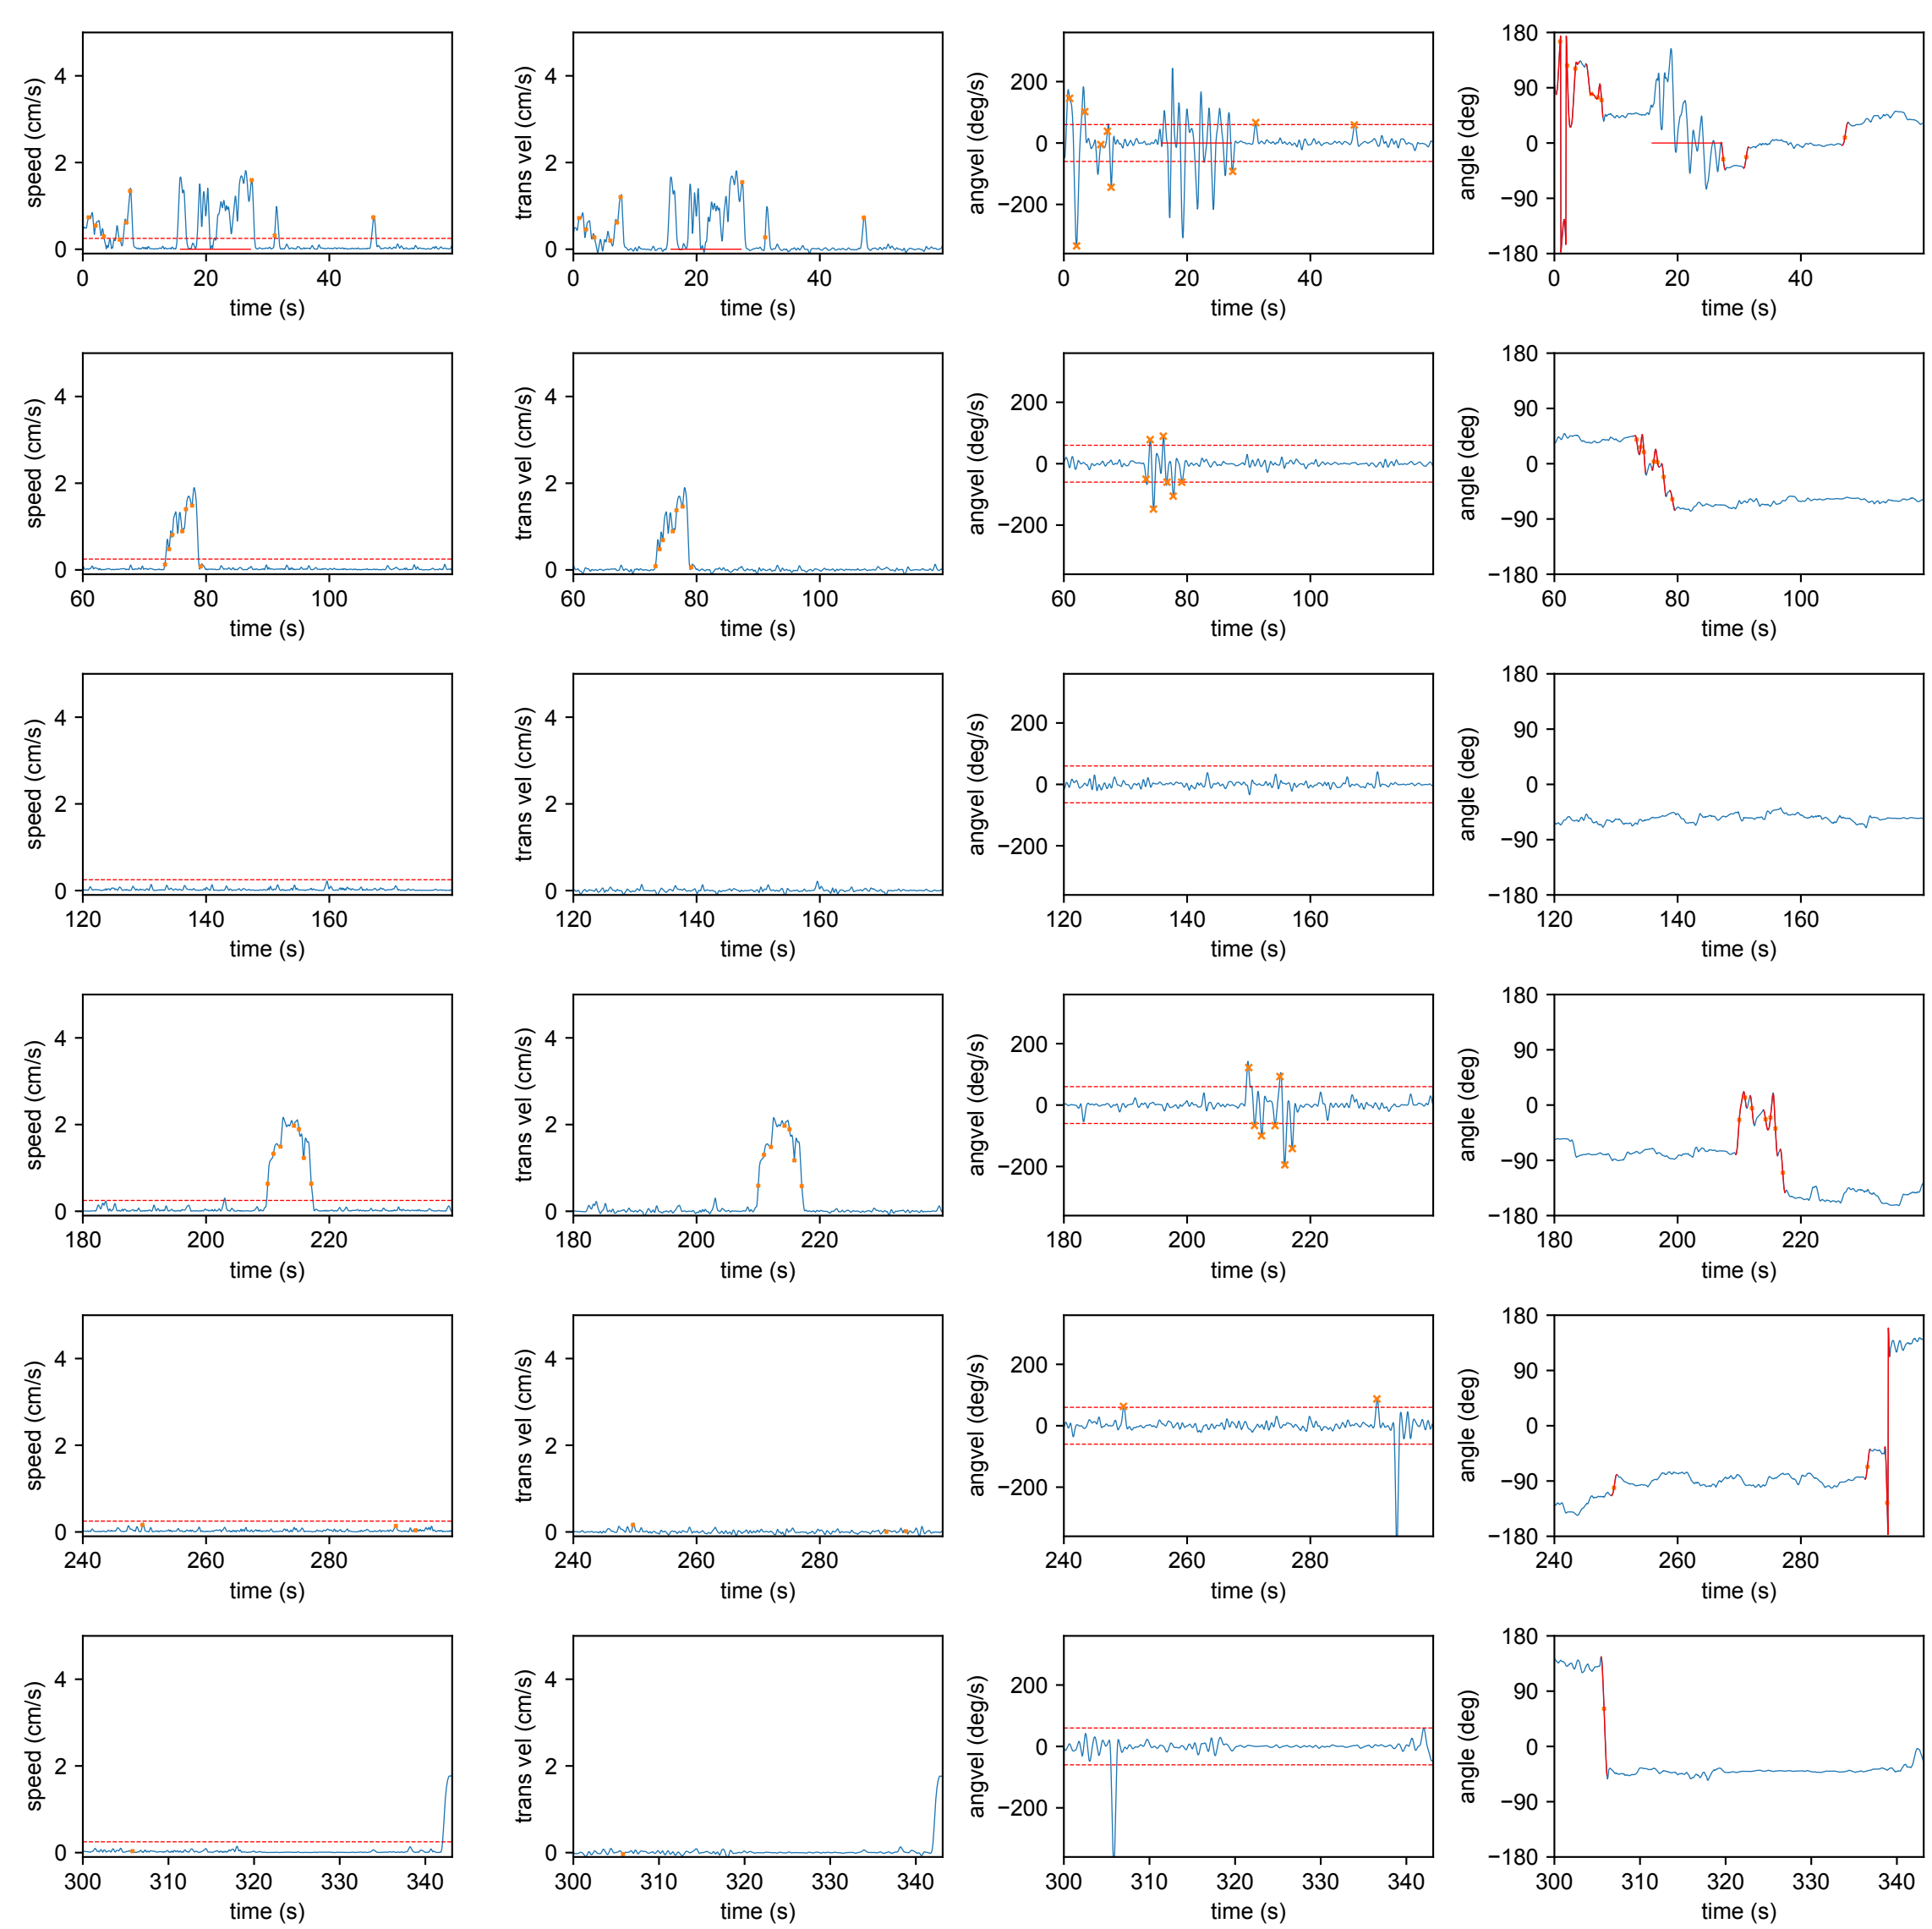 speed (cm/s)
4
2
0
0 20 40
time (s)
trans vel (cm/s)
4
2
0
0 20 40
time (s)
angvel (deg/s)
200
0
−200
0 20 40
time (s)
angle (deg)
180
90
0
−90
−180
0 20 40
time (s)
speed (cm/s)
4
2
0
60 80 100
time (s)
trans vel (cm/s)
4
2
0
60 80 100
time (s)
angvel (deg/s)
200
0
−200
60 80 100
time (s)
angle (deg)
180
90
0
−90
−180
60 80 100
time (s)
speed (cm/s)
4
2
0
120 140 160
time (s)
trans vel (cm/s)
4
2
0
120 140 160
time (s)
angvel (deg/s)
200
0
−200
120 140 160
time (s)
angle (deg)
180
90
0
−90
−180
120 140 160
time (s)
speed (cm/s)
4
2
0
180 200 220
time (s)
trans vel (cm/s)
4
2
0
180 200 220
time (s)
angvel (deg/s)
200
0
−200
180 200 220
time (s)
angle (deg)
180
90
0
−90
−180
180 200 220
time (s)
speed (cm/s)
4
2
0
240 260 280
time (s)
trans vel (cm/s)
4
2
0
240 260 280
time (s)
angvel (deg/s)
200
0
−200
240 260 280
time (s)
angle (deg)
180
90
0
−90
−180
240 260 280
time (s)
speed (cm/s)
4
2
0
300 310 320 330 340
time (s)
trans vel (cm/s)
4
2
0
300 310 320 330 340
time (s)
angvel (deg/s)
200
0
−200
300 310 320 330 340
time (s)
angle (deg)
180
90
0
−90
−180
300 310 320 330 340
time (s)